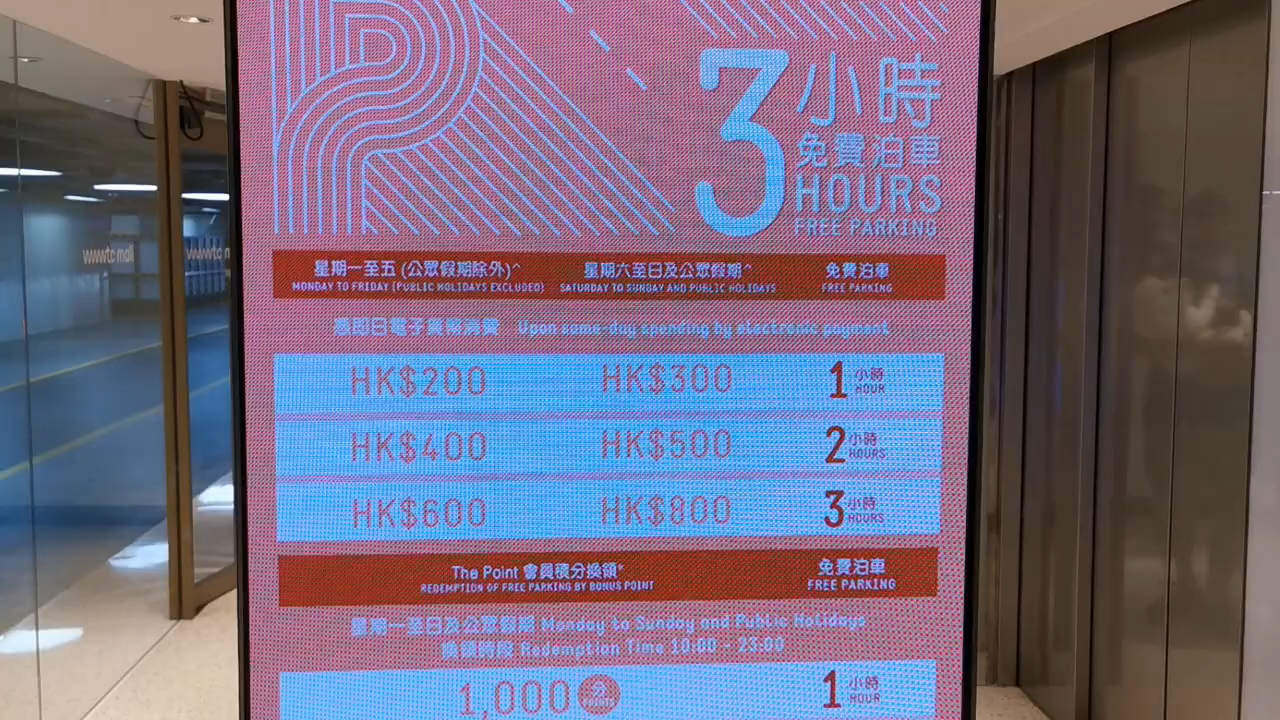 3 小時
免費泊車
HOURS
FREE PARKING
星期一至五 (公眾假期除外)^ 星期六至日及公眾假期^ 免費泊車
MONDAY TO FRIDAY (PUBLIC HOLIDAYS EXCLUDED) SATURDAY TO SUNDAY AND PUBLIC HOLIDAYS FREE PARKING
憑即日電子貨幣消費 Upon same-day spending by electronic payment
HK$200 HK$300 1 小時 HOUR
HK$400 HK$500 2 小時 HOURS
HK$600 HK$800 3 小時 HOURS
The Point 會員積分換領* 免費泊車
REDEMPTION OF FREE PARKING BY BONUS POINT FREE PARKING
星期一至日及公眾假期 Monday to Sunday and Public Holidays
換領時段 Redemption Time 10:00 - 23:00
1,000 POINTS 1 小時 HOUR